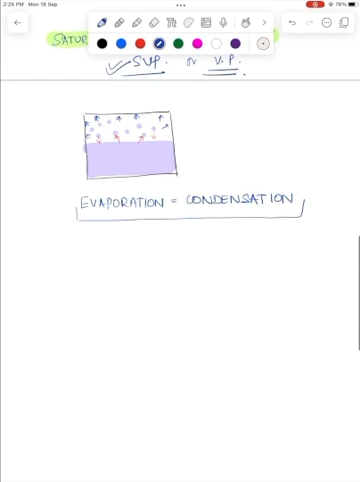 2:25 PM Mon 18 Sep
76%
SATUR
✓ SVP. or V.P.
EVAPORATION = CONDENSATION